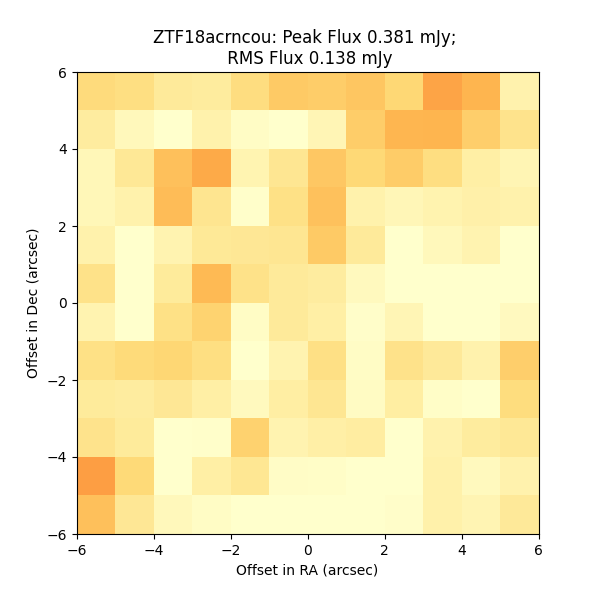 ZTF18acrncou: Peak Flux 0.381 mJy;
RMS Flux 0.138 mJy
6
4
2
0
−2
−4
−6
Offset in Dec (arcsec)
−6 −4 −2 0 2 4 6
Offset in RA (arcsec)